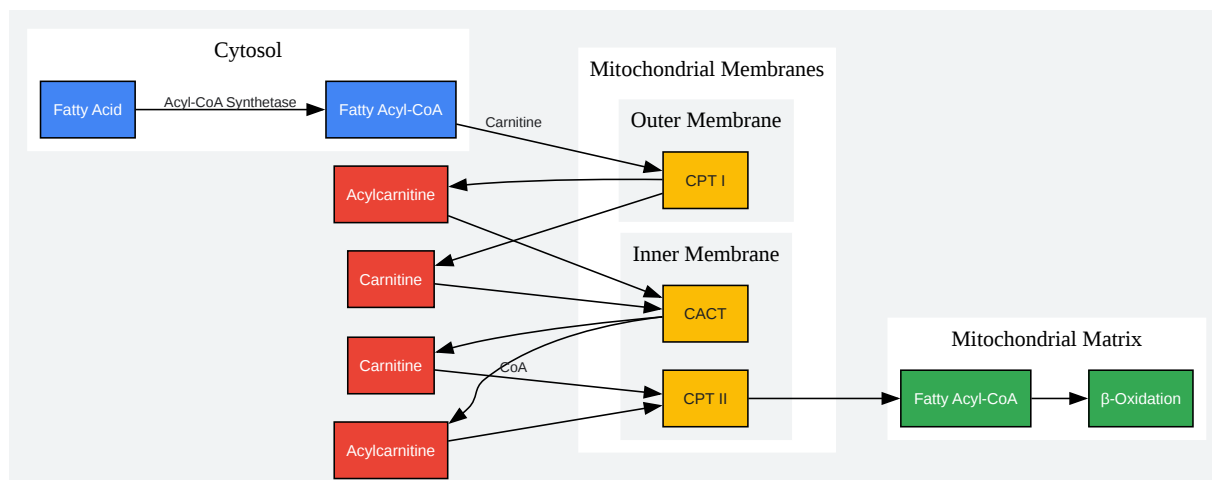 Cytosol
Fatty Acid
Acyl-CoA Synthetase
Fatty Acyl-CoA
Carnitine
Mitochondrial Membranes
Outer Membrane
CPT I
Acylcarnitine
Carnitine
Inner Membrane
CACT
Carnitine
CoA
CPT II
Acylcarnitine
Mitochondrial Matrix
Fatty Acyl-CoA
β-Oxidation